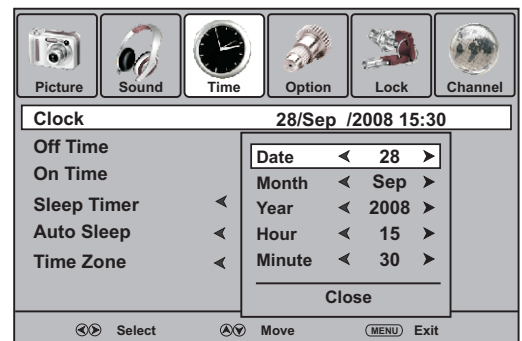 Picture Sound Time Option Lock Channel
Clock 28/Sep /2008 15:30
Off Time
On Time
Sleep Timer
Auto Sleep
Time Zone
Date 28
Month Sep
Year 2008
Hour 15
Minute 30
Close
Select Move MENU Exit